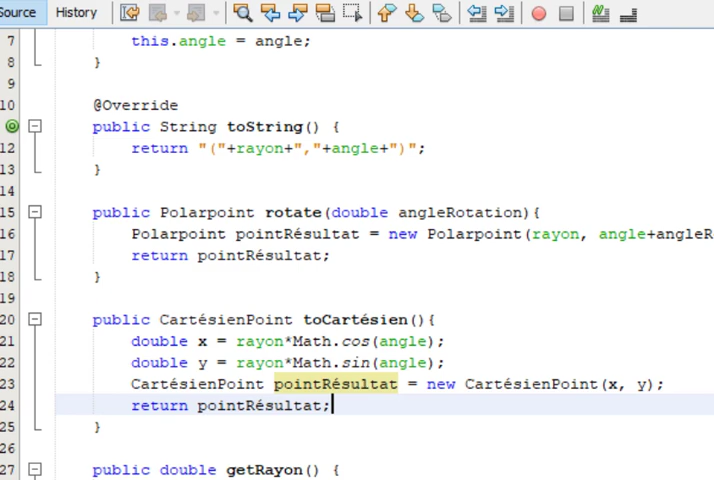 Source History
7 this.angle = angle;
8 }
9
10 @Override
public String toString() {
12 return "("+rayon+","+angle+")";
13 }
14
15 public Polarpoint rotate(double angleRotation){
16 Polarpoint pointRésultat = new Polarpoint(rayon, angle+angleR
17 return pointRésultat;
18 }
19
20 public CartésienPoint toCartésien(){
21 double x = rayon*Math.cos(angle);
22 double y = rayon*Math.sin(angle);
23 CartésienPoint pointRésultat = new CartésienPoint(x, y);
24 return pointRésultat;
25 }
26
27 public double getRayon() {